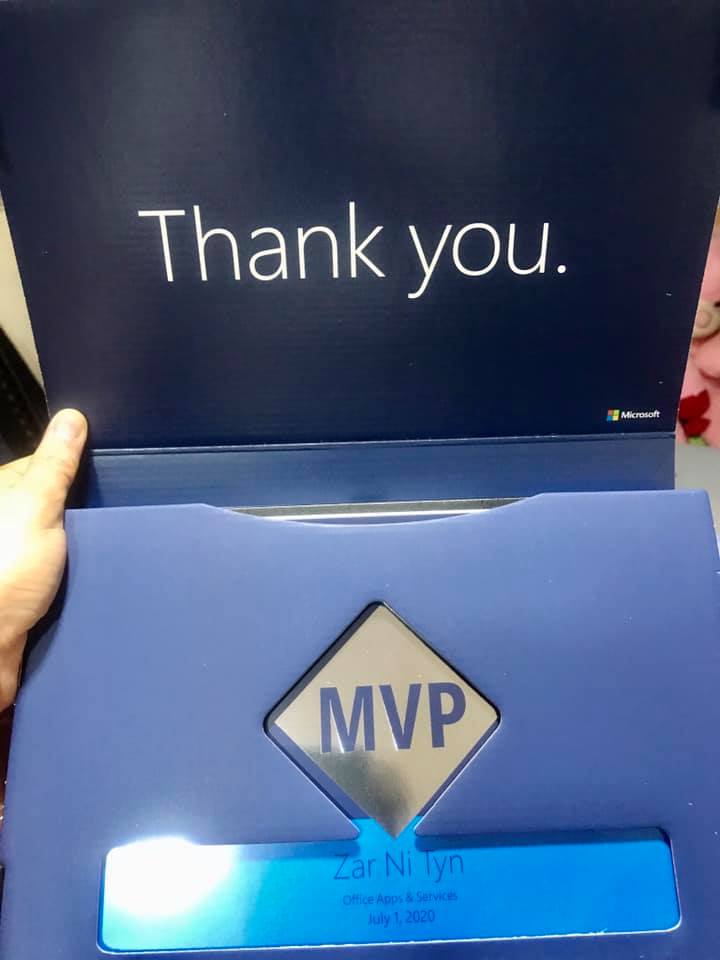 Thank you.
Microsoft
MVP
Zar Ni Tyn
Office Apps & Services
July 1, 2020